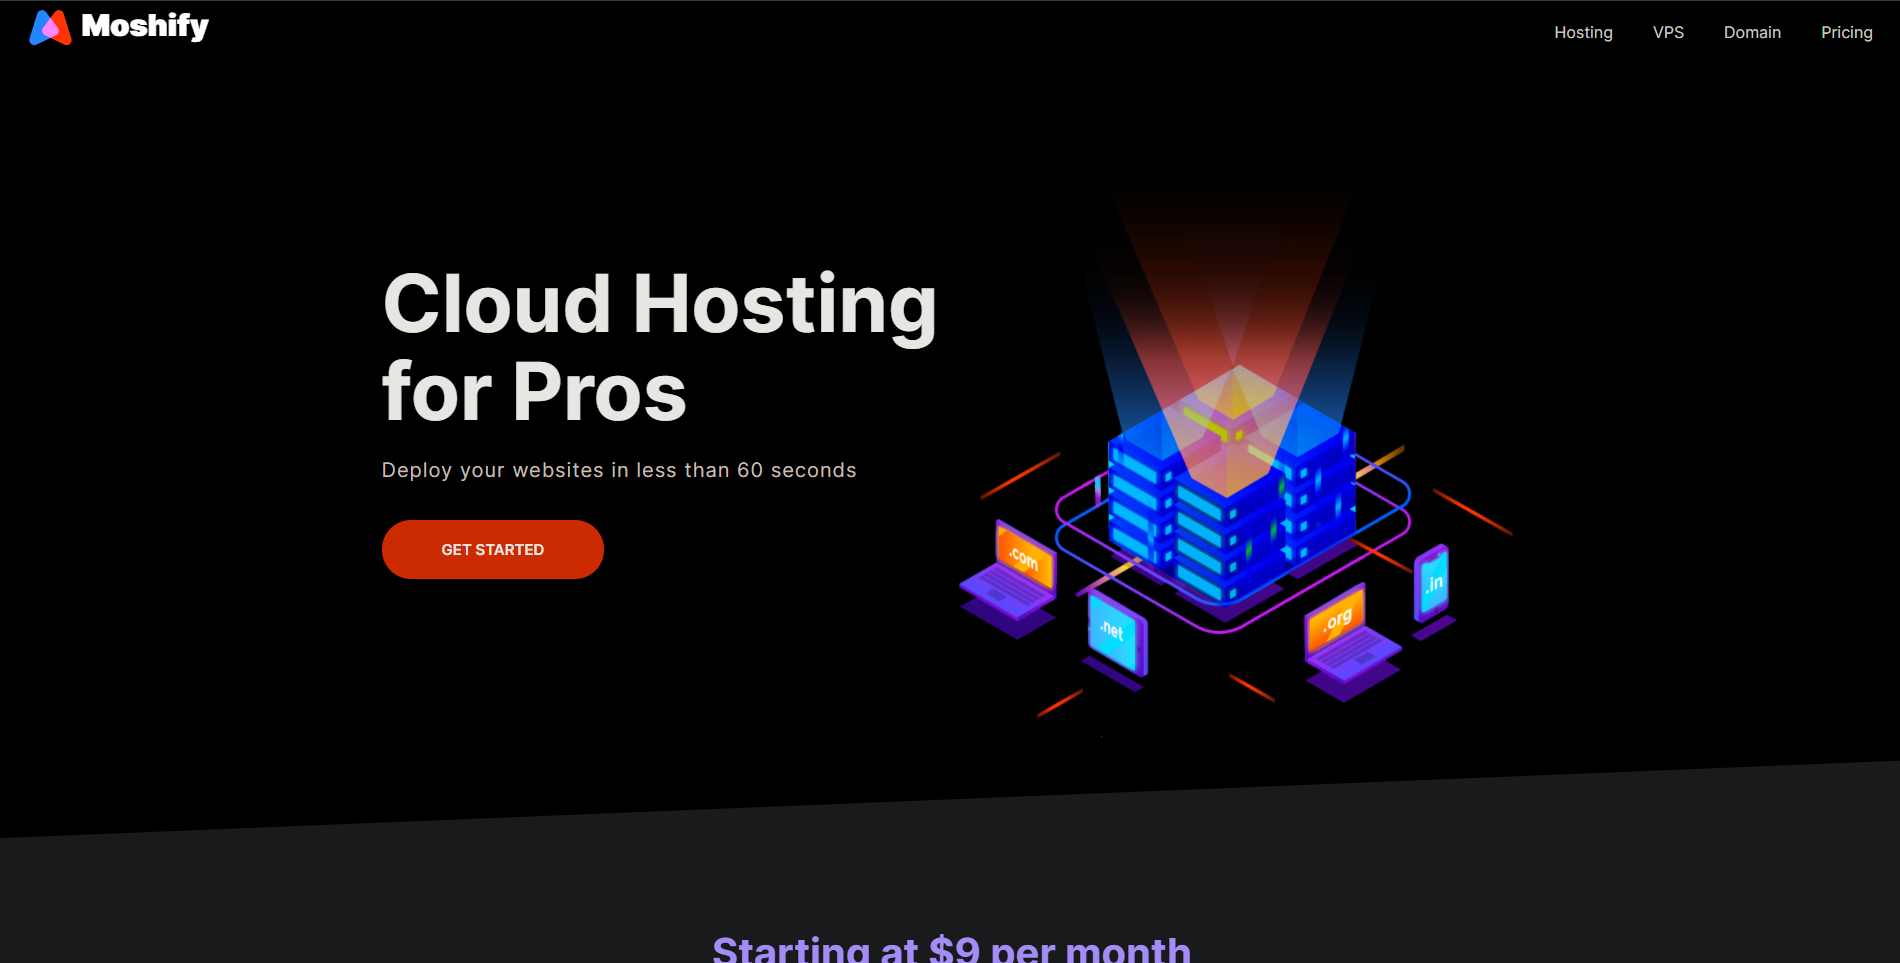 Moshify
Hosting VPS Domain Pricing
Cloud Hosting
for Pros
Deploy your websites in less than 60 seconds
GET STARTED
.com
.net
.org
.in
Starting at $9 per month